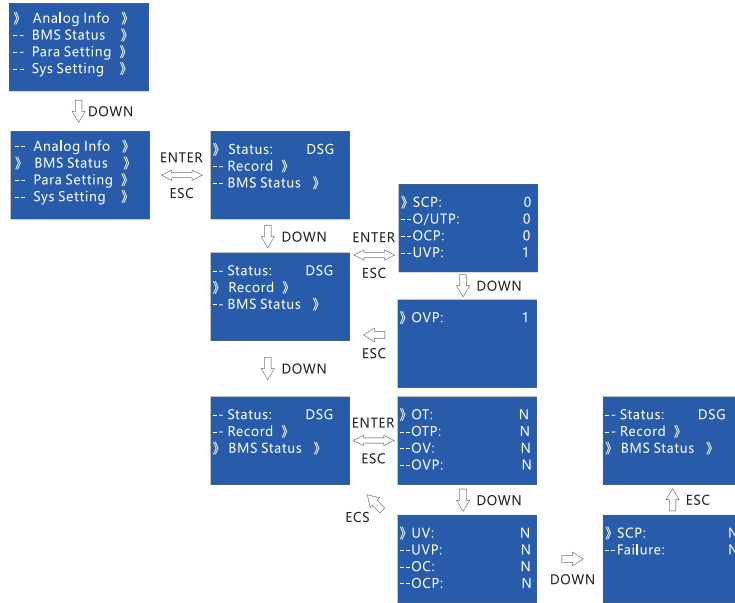 》 Analog Info 》
-- BMS Status 》
-- Para Setting 》
-- Sys Setting 》
DOWN
-- Analog Info 》
》 BMS Status 》
-- Para Setting 》
-- Sys Setting 》
ENTER
ESC
》 Status: DSG
-- Record 》
-- BMS Status 》
DOWN
-- Status: DSG
》 Record 》
-- BMS Status 》
ENTER
ESC
》 SCP: 0
--O/UTP: 0
--OCP: 0
--UVP: 1
DOWN
》 OVP: 1
ESC
DOWN
-- Status: DSG
-- Record 》
》 BMS Status 》
ENTER
ESC
》 OT: N
--OTP: N
--OV: N
--OVP: N
DOWN
ECS
》 UV: N
--UVP: N
--OC: N
--OCP: N
DOWN
》 SCP: N
--Failure: N
ESC
-- Status: DSG
-- Record 》
》 BMS Status 》